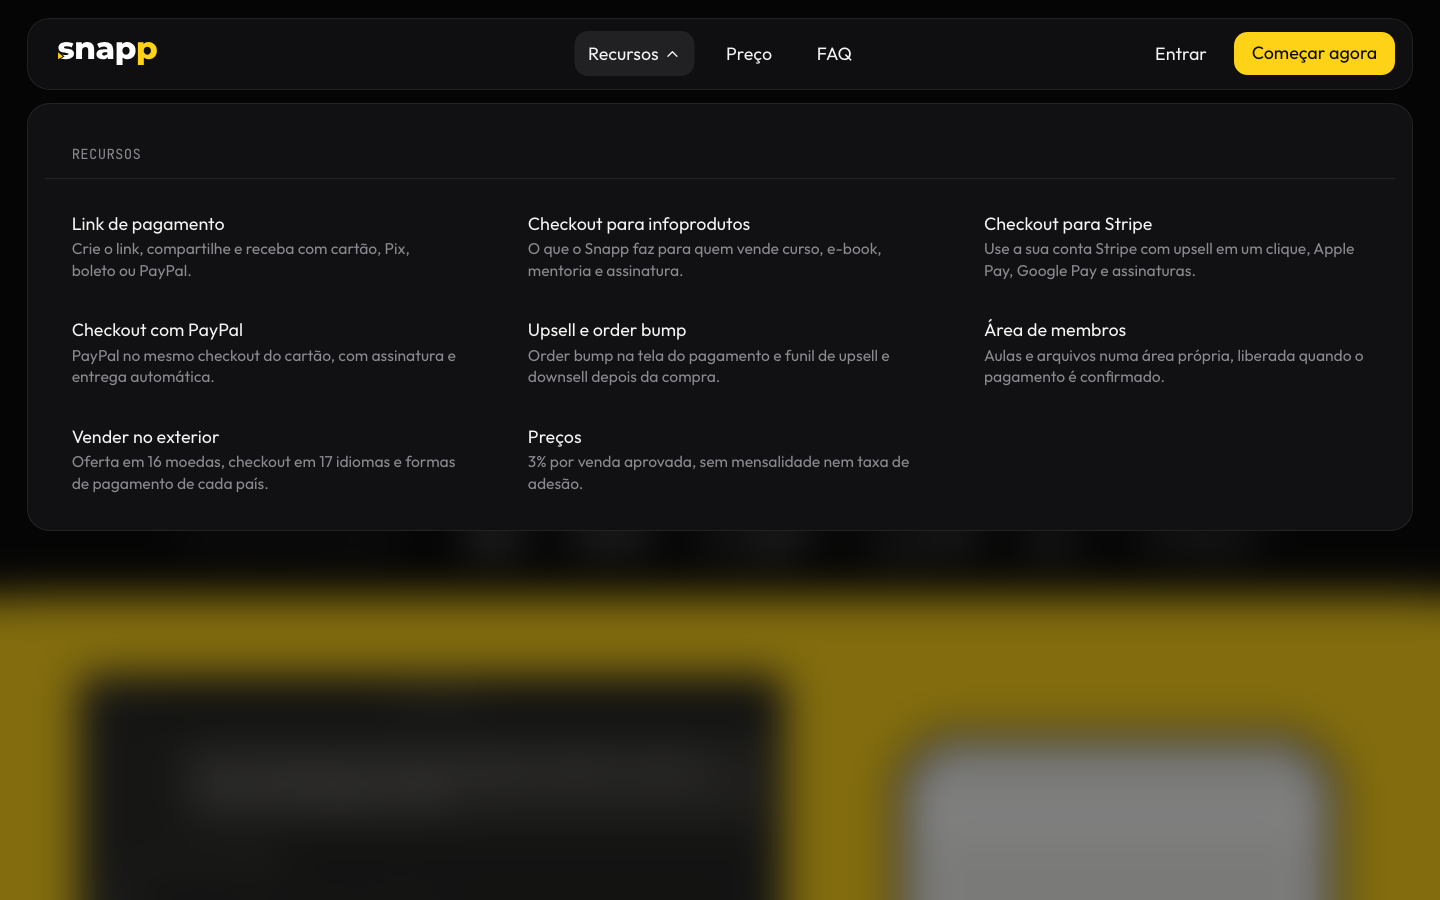 snapp
Recursos
Preço
FAQ
Entrar
Começar agora
RECURSOS
Link de pagamento
Crie o link, compartilhe e receba com cartão, Pix,
boleto ou PayPal.
Checkout para infoprodutos
O que o Snapp faz para quem vende curso, e-book,
mentoria e assinatura.
Checkout para Stripe
Use a sua conta Stripe com upsell em um clique, Apple
Pay, Google Pay e assinaturas.
Checkout com PayPal
PayPal no mesmo checkout do cartão, com assinatura e
entrega automática.
Upsell e order bump
Order bump na tela do pagamento e funil de upsell e
downsell depois da compra.
Área de membros
Aulas e arquivos numa área própria, liberada quando o
pagamento é confirmado.
Vender no exterior
Oferta em 16 moedas, checkout em 17 idiomas e formas
de pagamento de cada país.
Preços
3% por venda aprovada, sem mensalidade nem taxa de
adesão.